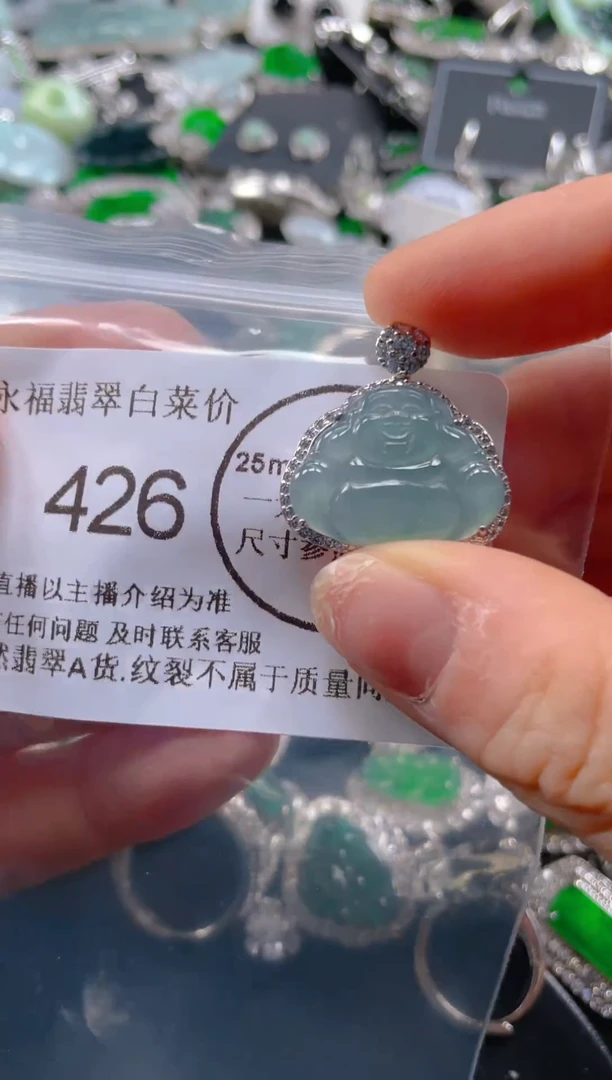 永福翡翠白菜价
426
25m
一
尺寸参
直播以主播介绍为准
任何问题 及时联系客服
然翡翠A货.纹裂不属于质量问